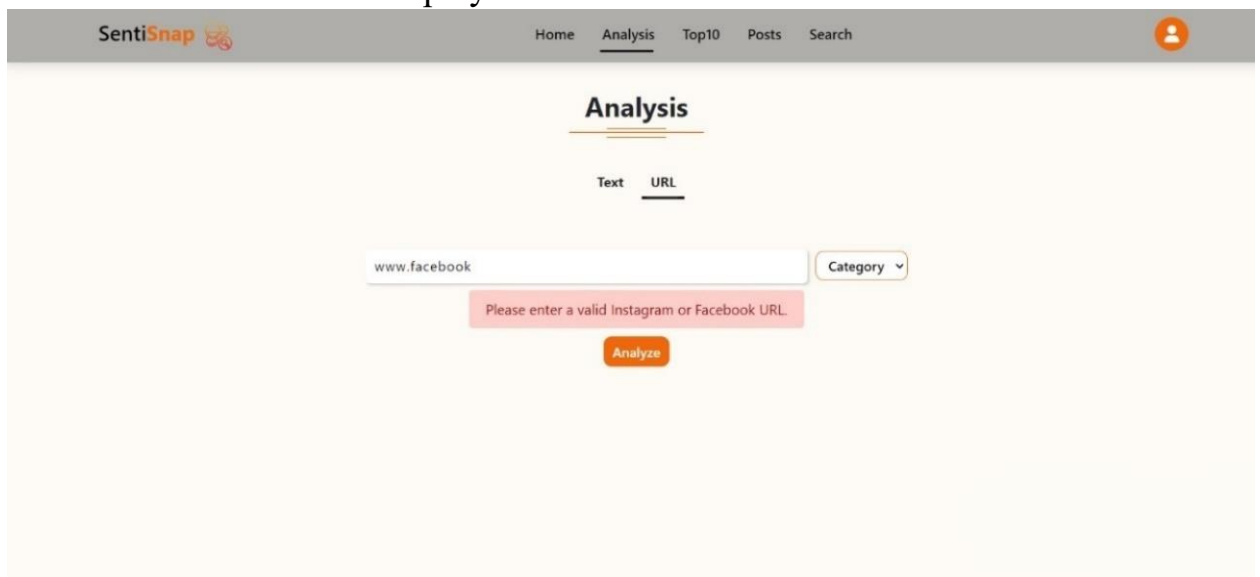 SentiSnap Home Analysis Top10 Posts Search
Analysis
Text URL
www.facebook Category
Please enter a valid Instagram or Facebook URL.
Analyze